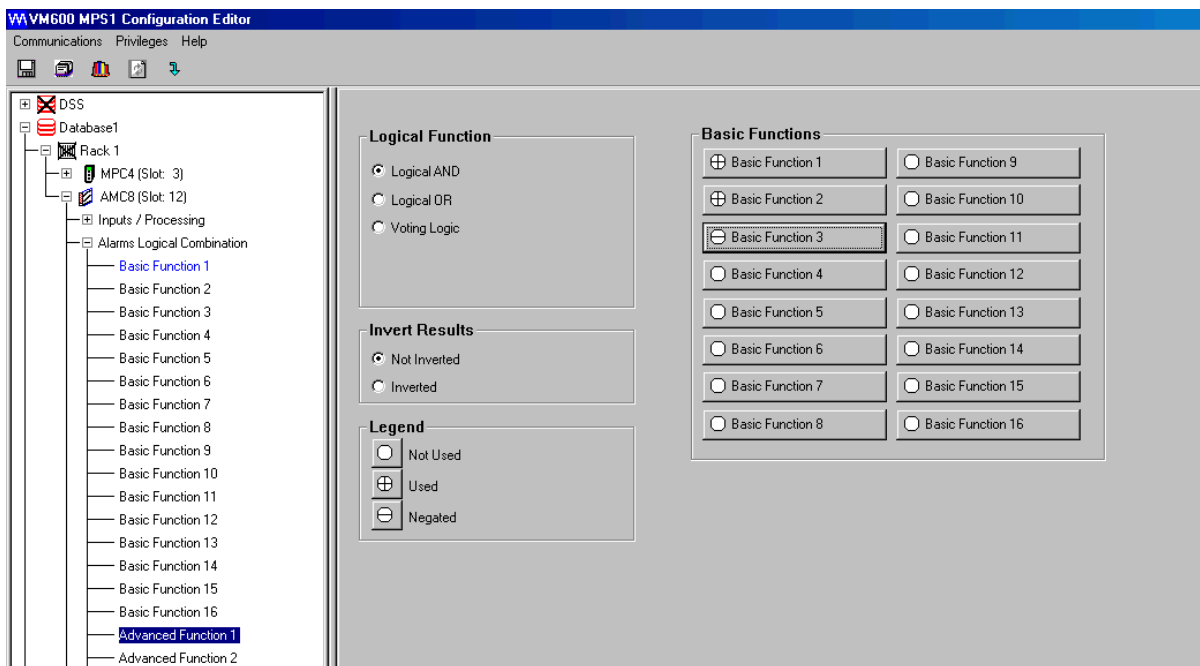 VM600 MPS1 Configuration Editor
Communications Privileges Help
DSS
Database1
Rack 1
MPC4 (Slot: 3)
AMC8 (Slot: 12)
Inputs / Processing
Alarms Logical Combination
Basic Function 1
Basic Function 2
Basic Function 3
Basic Function 4
Basic Function 5
Basic Function 6
Basic Function 7
Basic Function 8
Basic Function 9
Basic Function 10
Basic Function 11
Basic Function 12
Basic Function 13
Basic Function 14
Basic Function 15
Basic Function 16
Advanced Function 1
Advanced Function 2
Logical Function
Logical AND
Logical OR
Voting Logic
Invert Results
Not Inverted
Inverted
Legend
Not Used
Used
Negated
Basic Functions
Basic Function 1
Basic Function 2
Basic Function 3
Basic Function 4
Basic Function 5
Basic Function 6
Basic Function 7
Basic Function 8
Basic Function 9
Basic Function 10
Basic Function 11
Basic Function 12
Basic Function 13
Basic Function 14
Basic Function 15
Basic Function 16